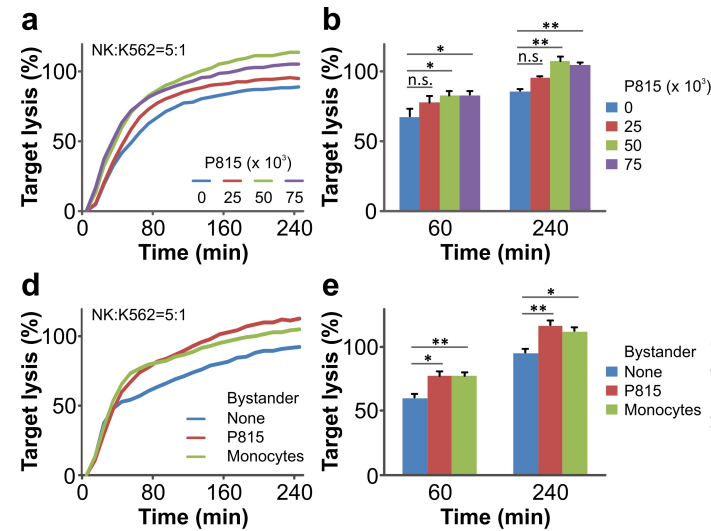 a
NK:K562=5:1
Target lysis (%)
100
50
0
P815 (x 10³)
0 25 50 75
0 80 160 240
Time (min)
b
Target lysis (%)
100
50
0
n.s.
*
*
n.s.
**
**
60 240
Time (min)
P815 (x 10³)
0
25
50
75
d
NK:K562=5:1
Target lysis (%)
100
50
0
Bystander
None
P815
Monocytes
0 80 160 240
Time (min)
e
Target lysis (%)
100
50
0
*
**
**
*
60 240
Time (min)
Bystander
None
P815
Monocytes